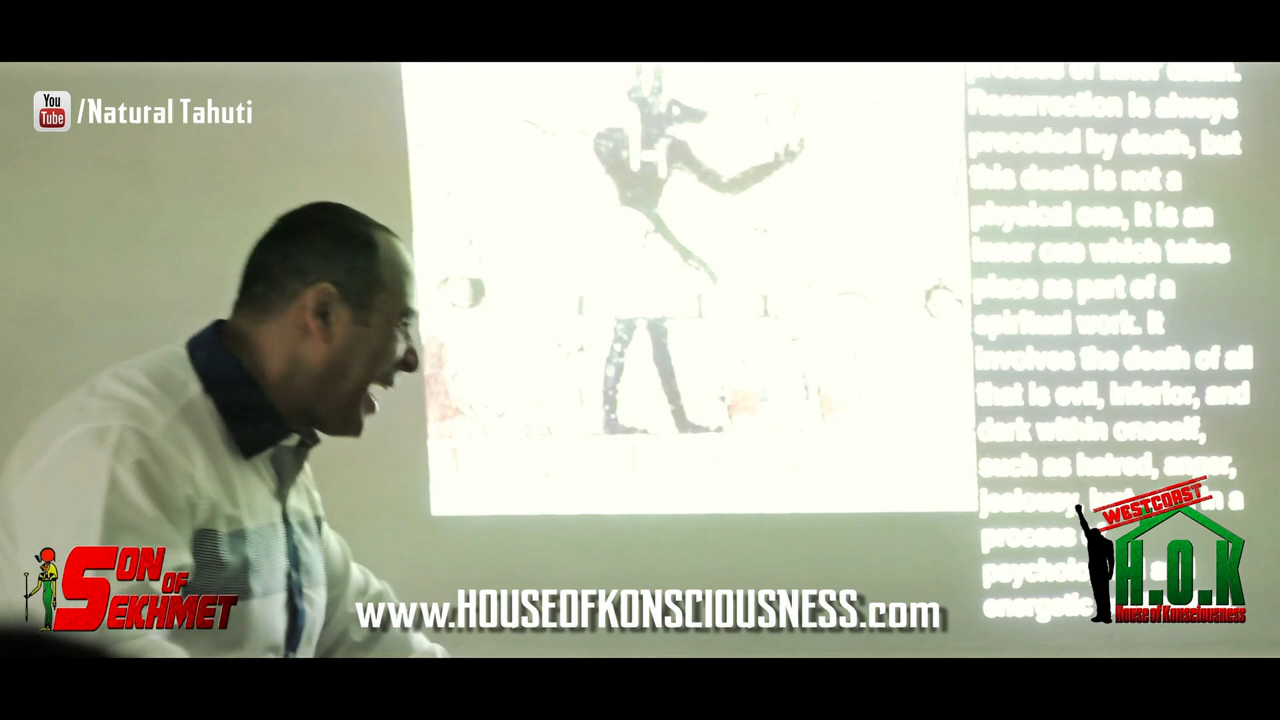 You
Tube
/Natural Tahuti
Resurrection is always
preceded by death, but
this death is not a
physical one, it is an
inner one which takes
place as part of a
spiritual work. It
involves the death of all
that is evil, inferior, and
dark within oneself,
such as hatred, anger,
jealousy,
in a
process
SON
OF
SEKHMET
www.HOUSEOFKONSCIOUSNESS.com
WESTCOAST
H.O.K
House of Konsciousness